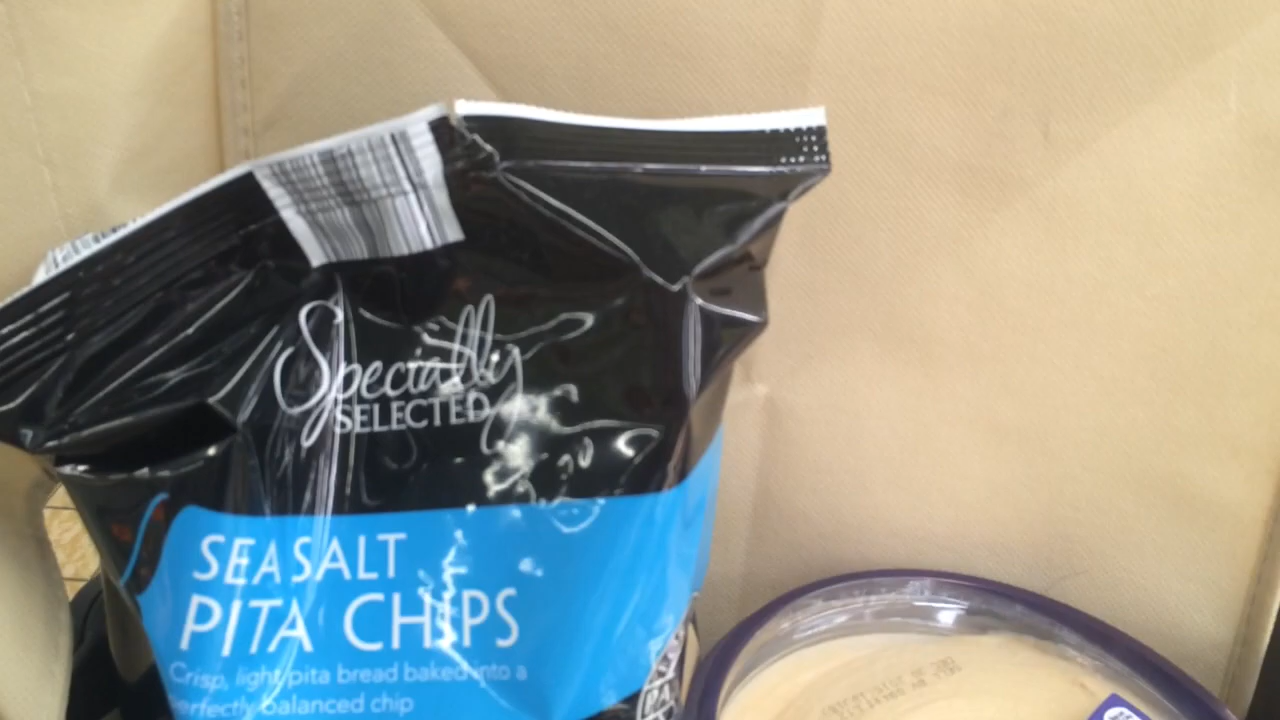 Specially
SELECTED
SEA SALT
PITA CHIPS
Crisp, light pita bread baked into a
perfectly balanced chip